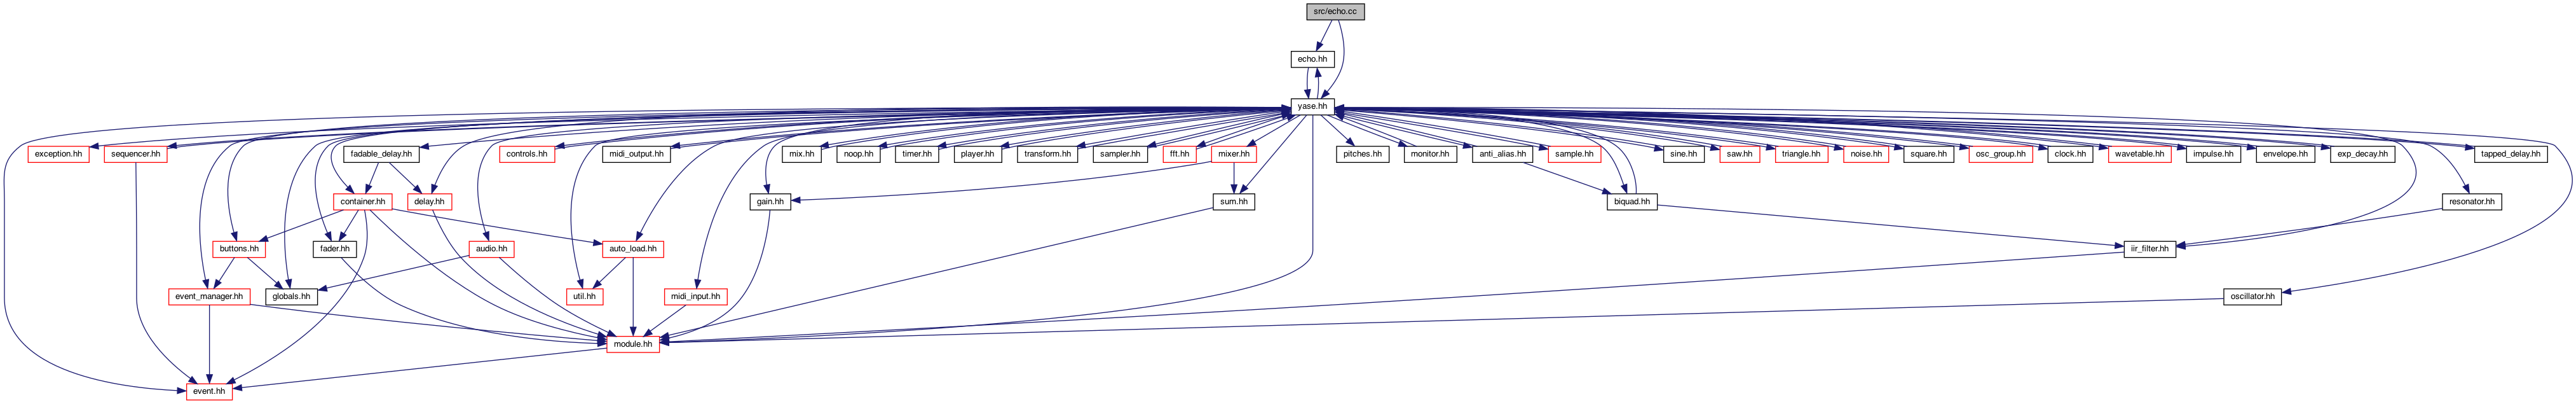 src/echo.cc
echo.hh
yase.hh
exception.hh
sequencer.hh
fadable_delay.hh
controls.hh
midi_output.hh
mix.hh
noop.hh
timer.hh
player.hh
transform.hh
sampler.hh
fft.hh
mixer.hh
pitches.hh
monitor.hh
anti_alias.hh
sample.hh
sine.hh
saw.hh
triangle.hh
noise.hh
square.hh
osc_group.hh
clock.hh
wavetable.hh
impulse.hh
envelope.hh
exp_decay.hh
tapped_delay.hh
container.hh
delay.hh
gain.hh
sum.hh
biquad.hh
resonator.hh
buttons.hh
fader.hh
audio.hh
auto_load.hh
iir_filter.hh
event_manager.hh
globals.hh
util.hh
midi_input.hh
oscillator.hh
module.hh
event.hh